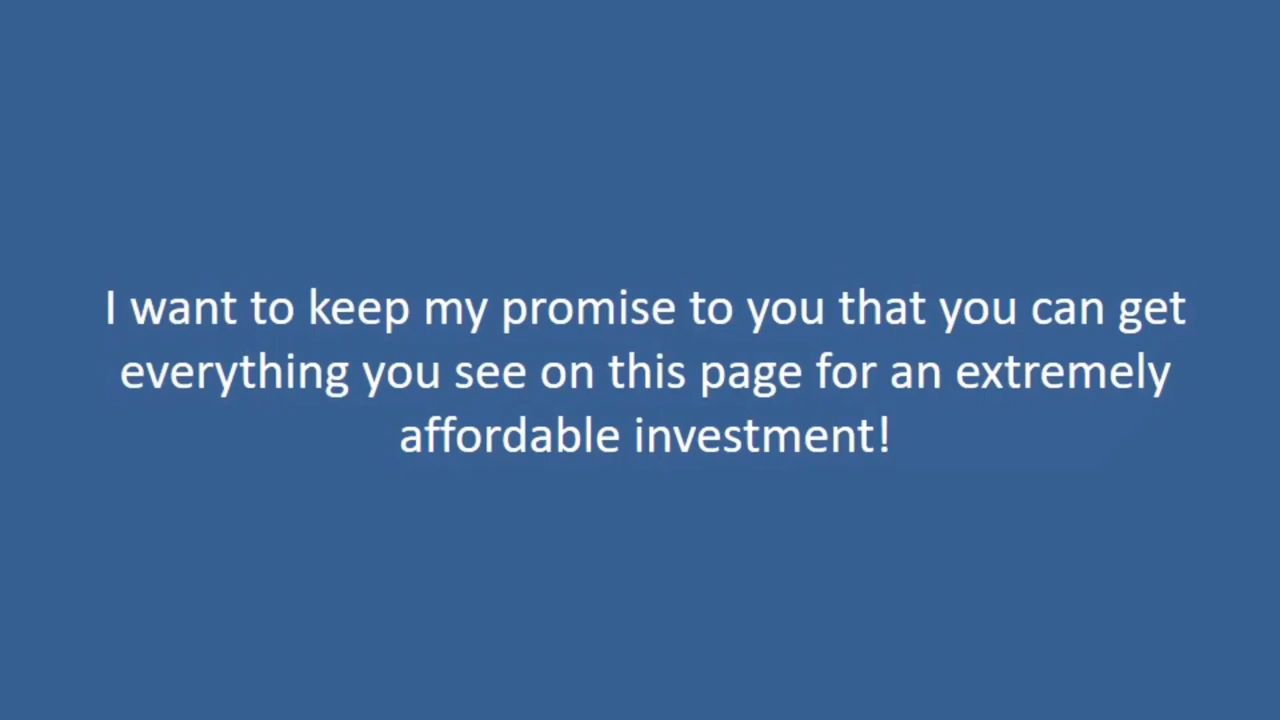 I want to keep my promise to you that you can get
everything you see on this page for an extremely
affordable investment!